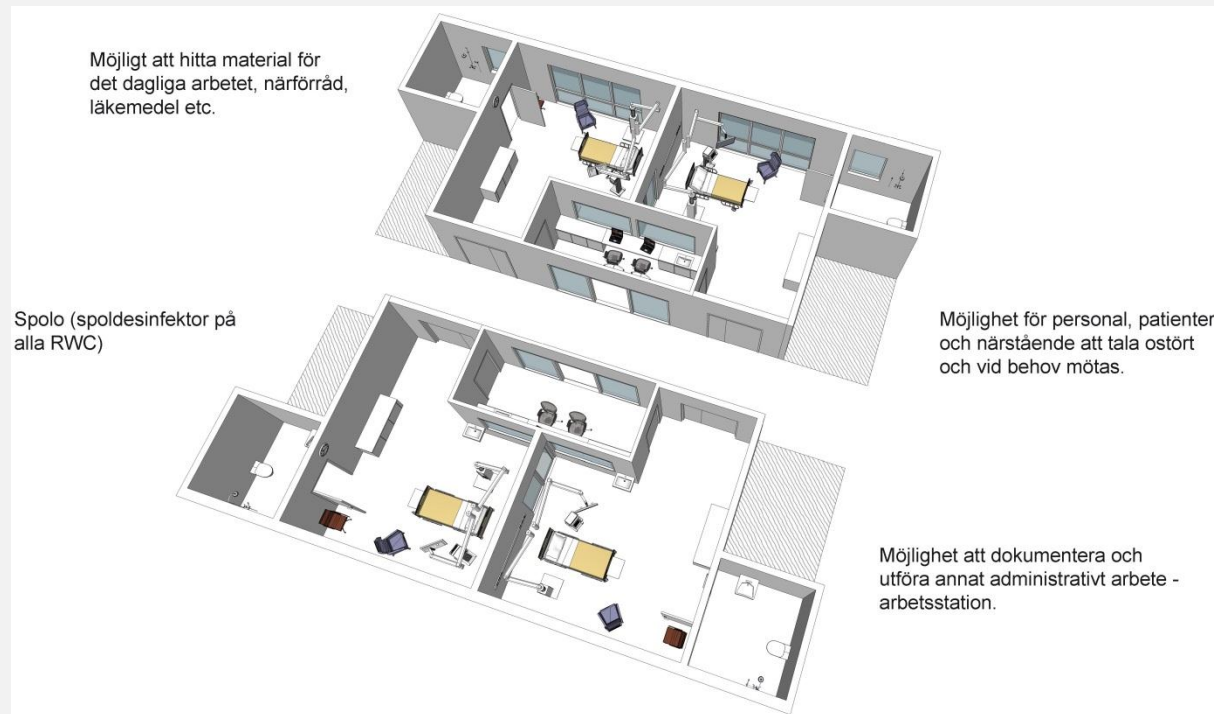 Möjligt att hitta material för
det dagliga arbetet, närförråd,
läkemedel etc.
Spolo (spoldesinfektor på
alla RWC)
Möjlighet för personal, patienter
och närstående att tala ostört
och vid behov mötas.
Möjlighet att dokumentera och
utföra annat administrativt arbete -
arbetsstation.